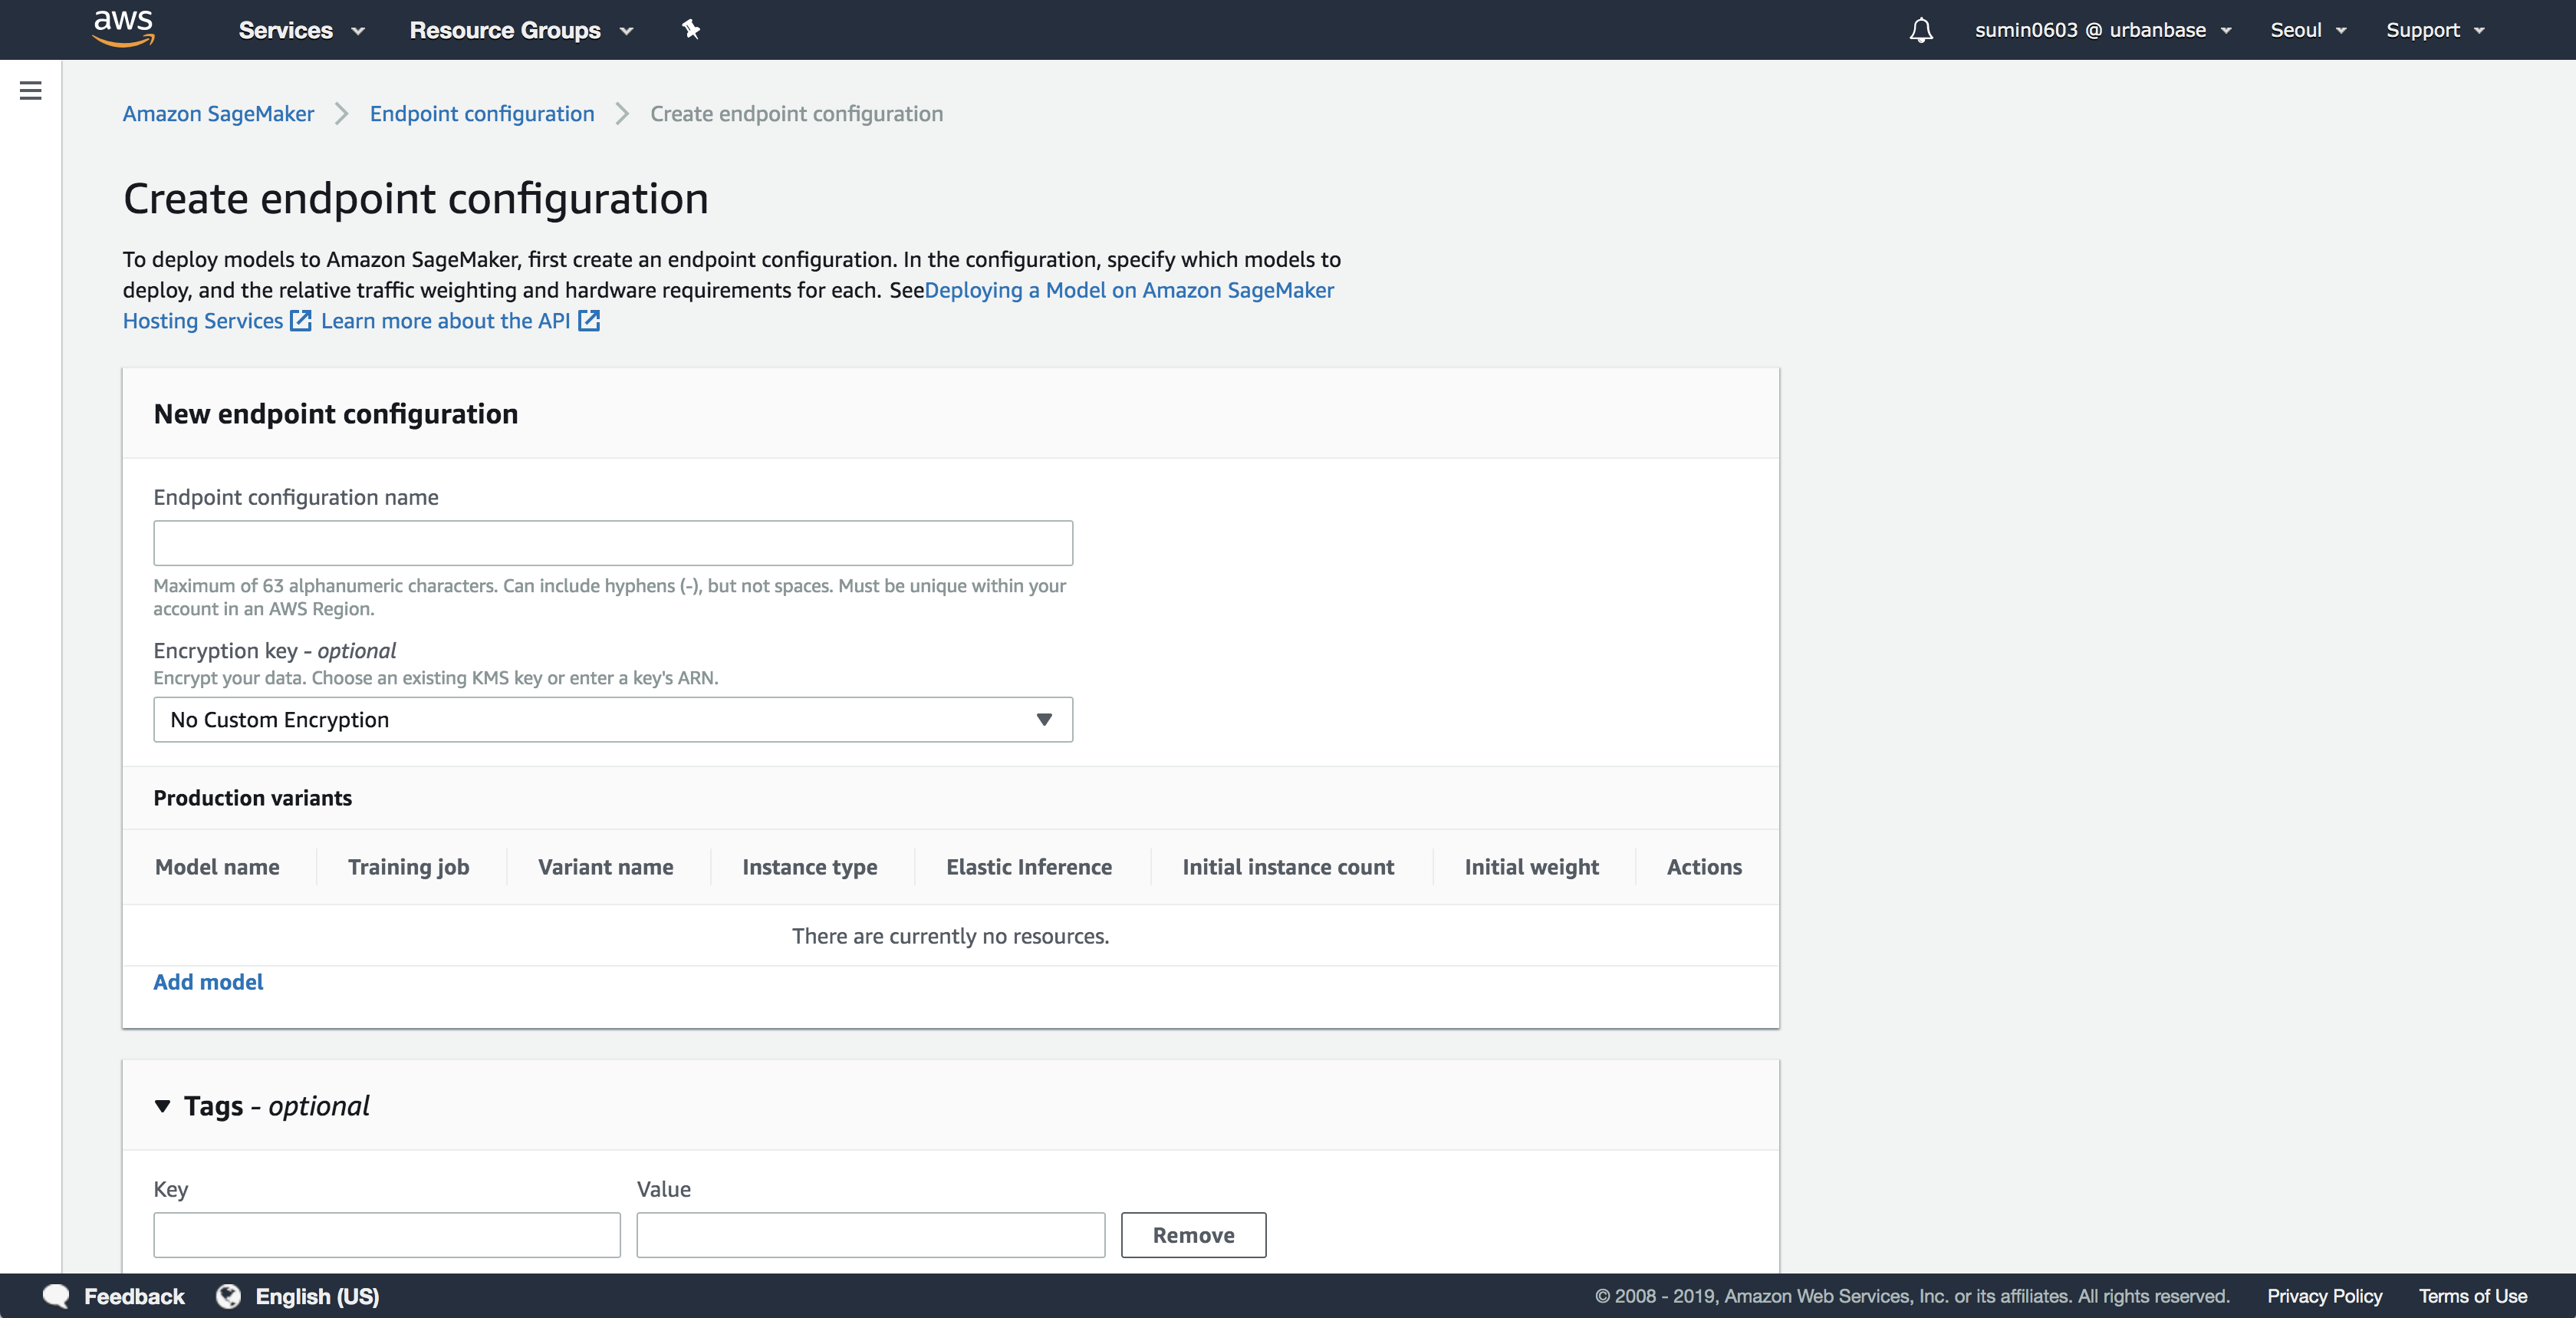 aws Services Resource Groups sumin0603 @ urbanbase Seoul Support
Amazon SageMaker Endpoint configuration Create endpoint configuration
Create endpoint configuration
To deploy models to Amazon SageMaker, first create an endpoint configuration. In the configuration, specify which models to
deploy, and the relative traffic weighting and hardware requirements for each. SeeDeploying a Model on Amazon SageMaker
Hosting Services Learn more about the API
New endpoint configuration
Endpoint configuration name
Maximum of 63 alphanumeric characters. Can include hyphens (-), but not spaces. Must be unique within your
account in an AWS Region.
Encryption key - optional
Encrypt your data. Choose an existing KMS key or enter a key's ARN.
No Custom Encryption
Production variants
Model name Training job Variant name Instance type Elastic Inference Initial instance count Initial weight Actions
There are currently no resources.
Add model
Tags - optional
Key Value
Remove
Feedback English (US) © 2008 - 2019, Amazon Web Services, Inc. or its affiliates. All rights reserved. Privacy Policy Terms of Use